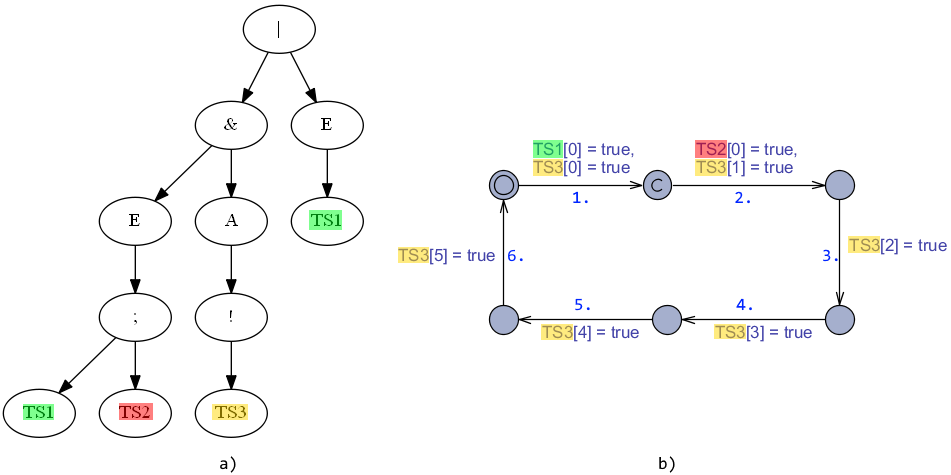 |
&
E
E
A
TS1
;
!
TS1
TS2
TS3
a)
TS1[0] = true,
TS3[0] = true
1.
C
TS2[0] = true,
TS3[1] = true
2.
3.
TS3[2] = true
4.
TS3[3] = true
5.
TS3[4] = true
TS3[5] = true
6.
b)